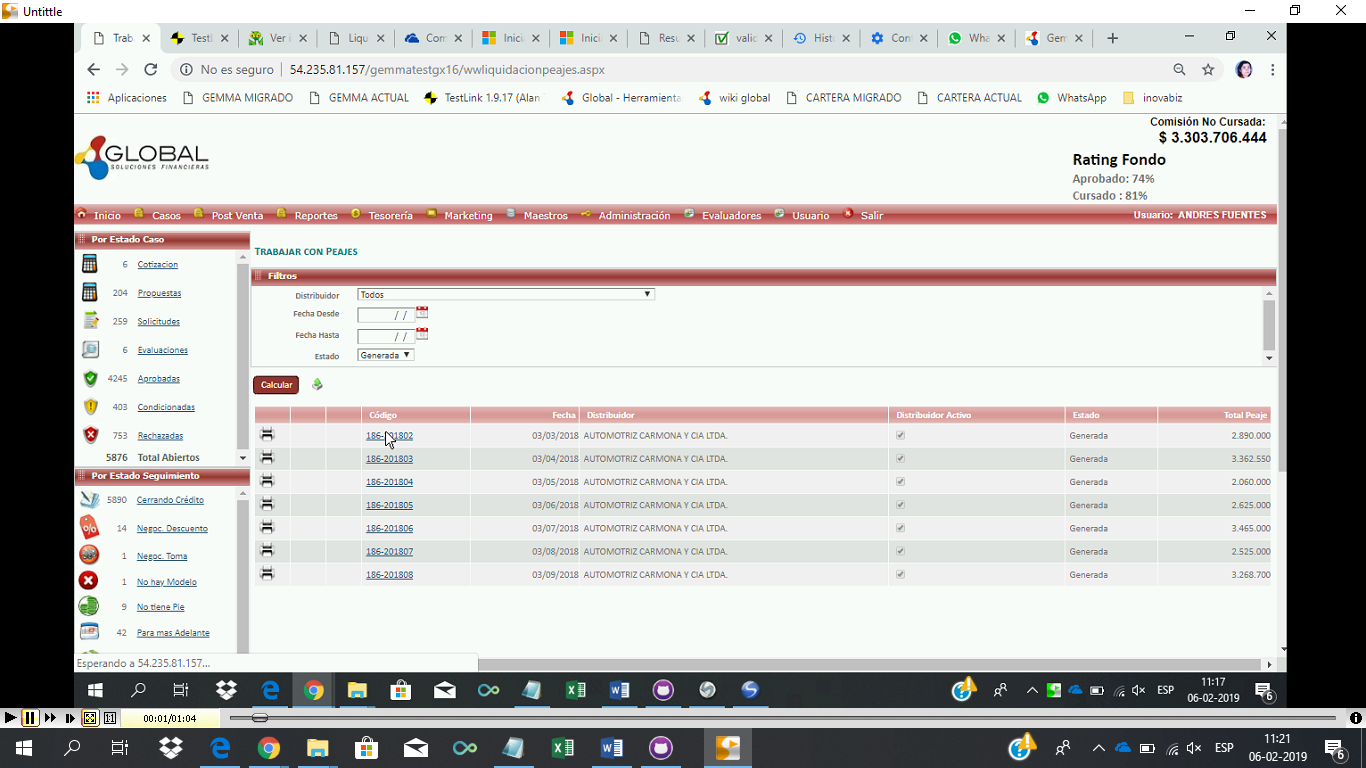 Untittle
Trab
TestL
Ver i
Liqu
Com
Inici
Inici
Resu
valid
Hist
Con
Wha
Gem
No es seguro | 54.235.81.157/gemmatestgx16/wwliquidacionpeajes.aspx
Aplicaciones GEMMA MIGRADO GEMMA ACTUAL TestLink 1.9.17 (Alan Global - Herramienta wiki global CARTERA MIGRADO CARTERA ACTUAL WhatsApp inovabiz
Comisión No Cursada:
$ 3.303.706.444
GLOBAL
SOLUCIONES FINANCIERAS
Rating Fondo
Aprobado: 74%
Cursado : 81%
Inicio Casos Post Venta Reportes Tesorería Marketing Maestros Administración Evaluadores Usuario Salir Usuario: ANDRES FUENTES
Por Estado Caso
6 Cotizacion
204 Propuestas
259 Solicitudes
6 Evaluaciones
4245 Aprobadas
403 Condicionadas
753 Rechazadas
5876 Total Abiertos
Por Estado Seguimiento
5890 Cerrando Crédito
14 Negoc. Descuento
1 Negoc. Toma
1 No hay Modelo
9 No tiene Pie
42 Para mas Adelante
TRABAJAR CON PEAJES
Filtros
Distribuidor Todos
Fecha Desde / /
Fecha Hasta / /
Estado Generada
Calcular
Código Fecha Distribuidor Distribuidor Activo Estado Total Peaje
186-201802 03/03/2018 AUTOMOTRIZ CARMONA Y CIA LTDA. Generada 2.890.000
186-201803 03/04/2018 AUTOMOTRIZ CARMONA Y CIA LTDA. Generada 3.362.550
186-201804 03/05/2018 AUTOMOTRIZ CARMONA Y CIA LTDA. Generada 2.060.000
186-201805 03/06/2018 AUTOMOTRIZ CARMONA Y CIA LTDA. Generada 2.625.000
186-201806 03/07/2018 AUTOMOTRIZ CARMONA Y CIA LTDA. Generada 3.465.000
186-201807 03/08/2018 AUTOMOTRIZ CARMONA Y CIA LTDA. Generada 2.525.000
186-201808 03/09/2018 AUTOMOTRIZ CARMONA Y CIA LTDA. Generada 3.268.700
Esperando a 54.235.81.157...
ESP 11:17
06-02-2019
6
00:01/01:04
ESP 11:21
06-02-2019
6